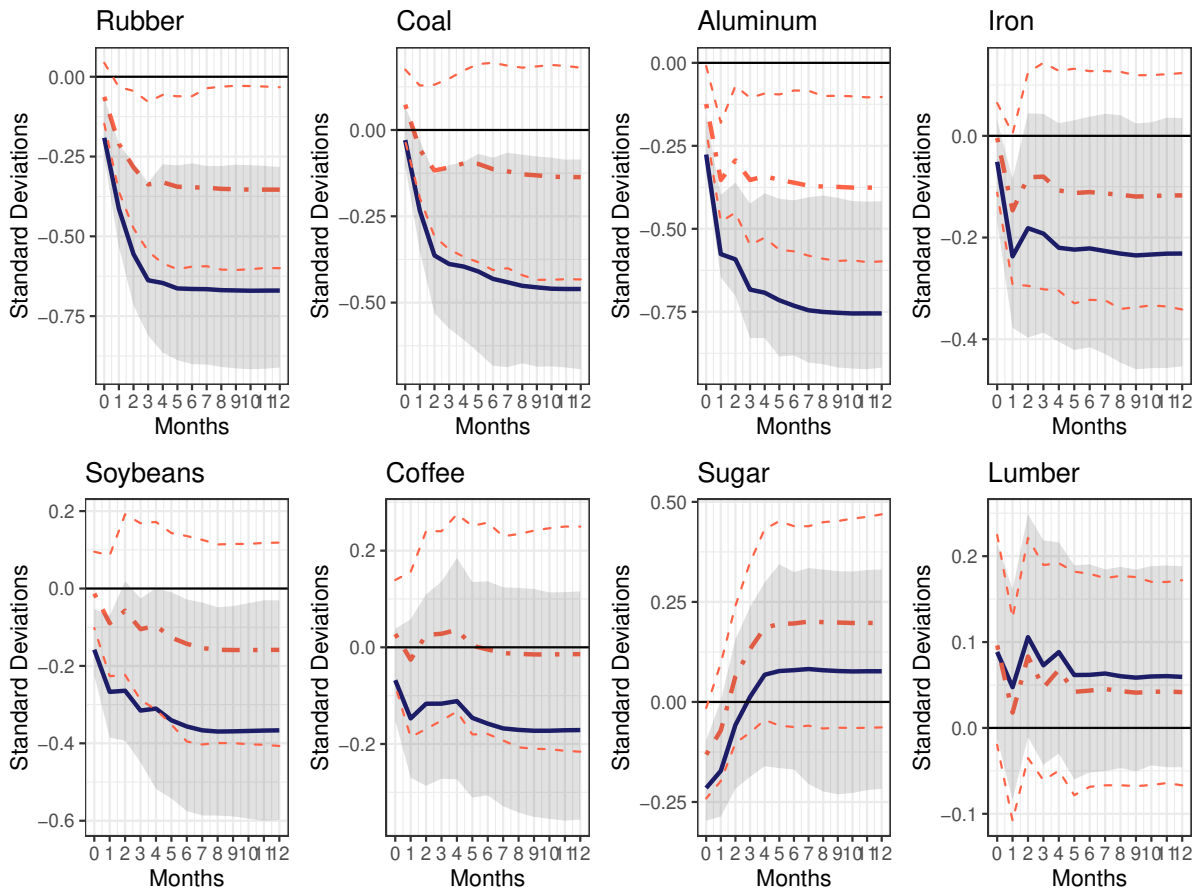 Rubber Coal Aluminum Iron
Standard Deviations Standard Deviations Standard Deviations Standard Deviations
0.00 −0.25 −0.50 −0.75
0.00 −0.25 −0.50
0.00 −0.25 −0.50 −0.75
0.0 −0.2 −0.4
0 1 2 3 4 5 6 7 8 9 10 11 12 0 1 2 3 4 5 6 7 8 9 10 11 12 0 1 2 3 4 5 6 7 8 9 10 11 12 0 1 2 3 4 5 6 7 8 9 10 11 12
Months Months Months Months
Soybeans Coffee Sugar Lumber
Standard Deviations Standard Deviations Standard Deviations Standard Deviations
0.2 0.0 −0.2 −0.4 −0.6
0.2 0.0 −0.2
0.50 0.25 0.00 −0.25
0.2 0.1 0.0 −0.1
0 1 2 3 4 5 6 7 8 9 10 11 12 0 1 2 3 4 5 6 7 8 9 10 11 12 0 1 2 3 4 5 6 7 8 9 10 11 12 0 1 2 3 4 5 6 7 8 9 10 11 12
Months Months Months Months